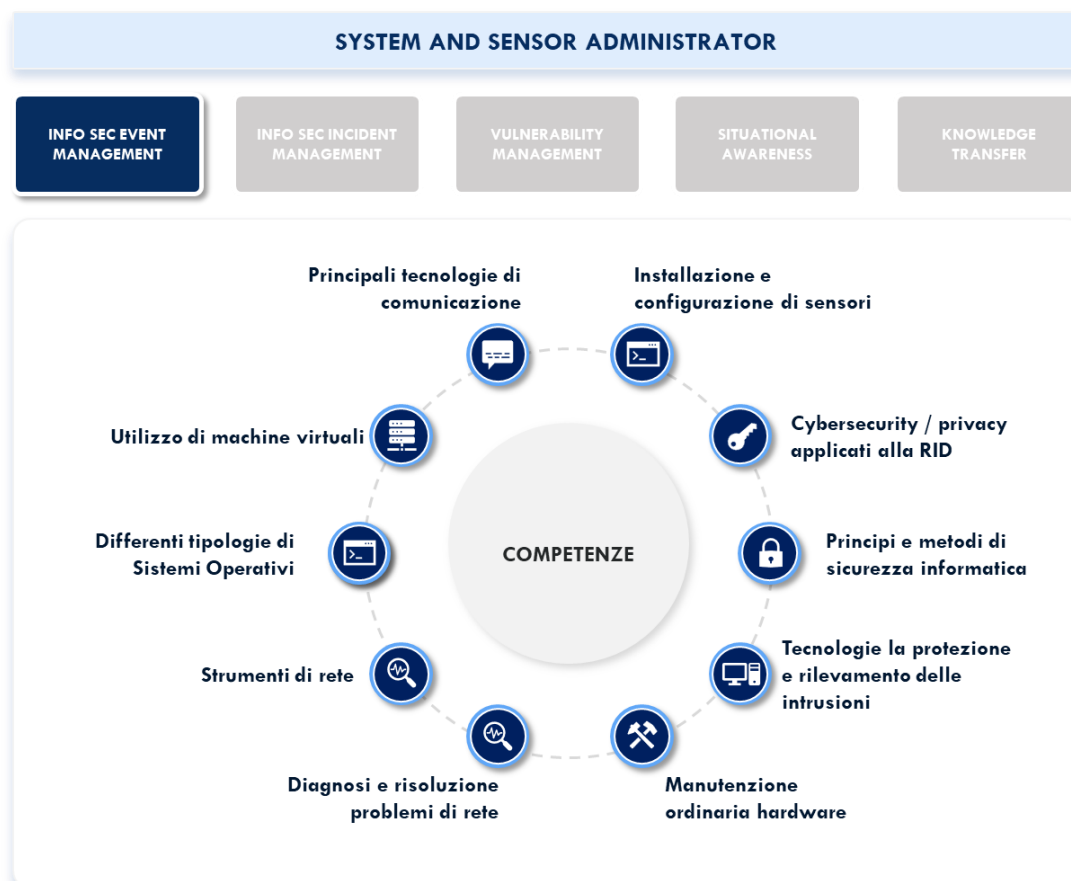 SYSTEM AND SENSOR ADMINISTRATOR
INFO SEC EVENT
MANAGEMENT
INFO SEC INCIDENT
MANAGEMENT
VULNERABILITY
MANAGEMENT
SITUATIONAL
AWARENESS
KNOWLEDGE
TRANSFER
Principali tecnologie di
comunicazione
Installazione e
configurazione di sensori
Utilizzo di machine virtuali
Cybersecurity / privacy
applicati alla RID
Differenti tipologie di
Sistemi Operativi
COMPETENZE
Principi e metodi di
sicurezza informatica
Strumenti di rete
Tecnologie la protezione
e rilevamento delle
intrusioni
Diagnosi e risoluzione
problemi di rete
Manutenzione
ordinaria hardware